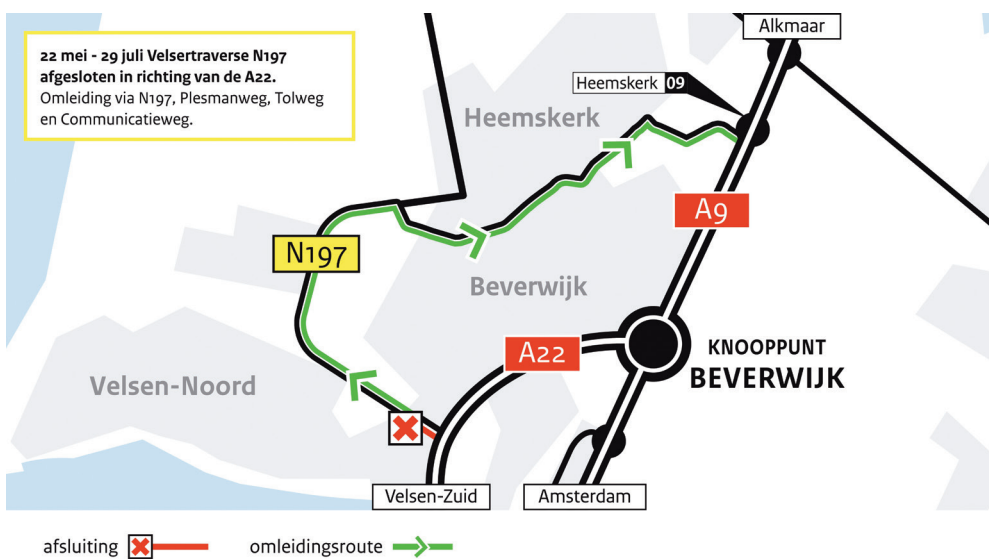 22 mei - 29 juli Velsertraverse N197
afgesloten in richting van de A22.
Omleiding via N197, Plesmanweg, Tolweg
en Communicatieweg.
Alkmaar
Heemskerk 09
Heemskerk
A9
N197
Beverwijk
A22
KNOOPPUNT
BEVERWIJK
Velsen-Noord
Velsen-Zuid
Amsterdam
afsluiting
omleidingsroute